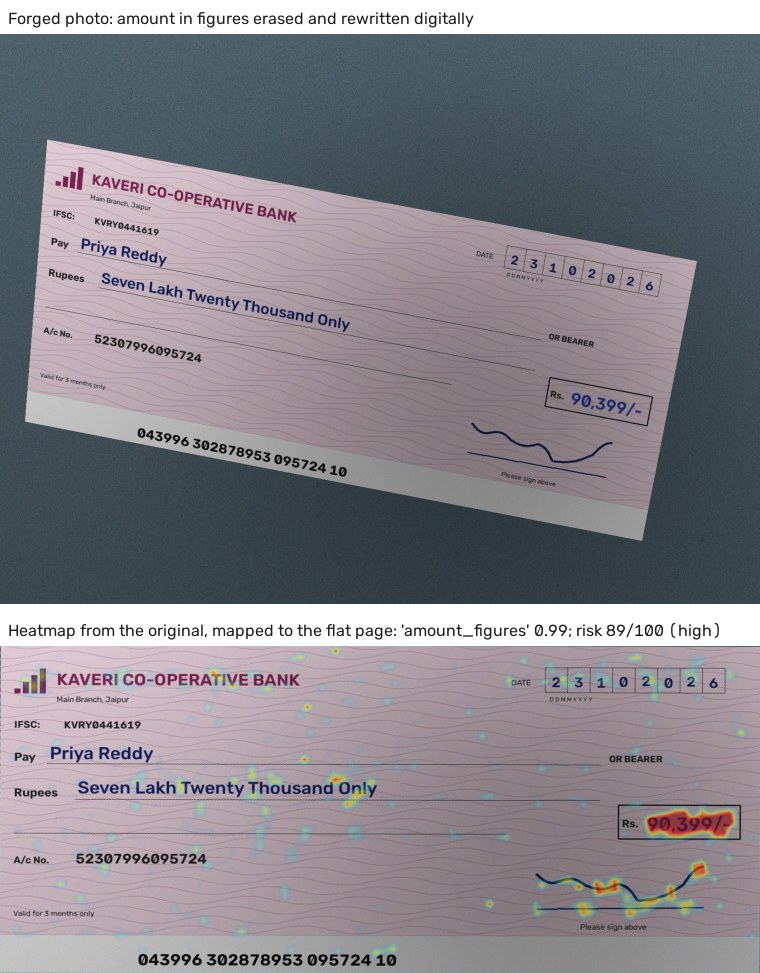 Forged photo: amount in figures erased and rewritten digitally
KAVERI CO-OPERATIVE BANK
Main Branch, Jaipur
IFSC: KVRY0441619
DATE 2 3 1 0 2 0 2 6
DDMMYYYY
Pay Priya Reddy
OR BEARER
Rupees Seven Lakh Twenty Thousand Only
Rs. 90,399/-
A/c No. 52307996095724
Valid for 3 months only
Please sign above
043996 302878953 095724 10
Heatmap from the original, mapped to the flat page: 'amount_figures' 0.99; risk 89/100 (high)
KAVERI CO-OPERATIVE BANK
Main Branch, Jaipur
DATE 2 3 1 0 2 0 2 6
DDMMYYYY
IFSC: KVRY0441619
Pay Priya Reddy
OR BEARER
Rupees Seven Lakh Twenty Thousand Only
Rs. 90,399/-
A/c No. 52307996095724
Valid for 3 months only
Please sign above
043996 302878953 095724 10